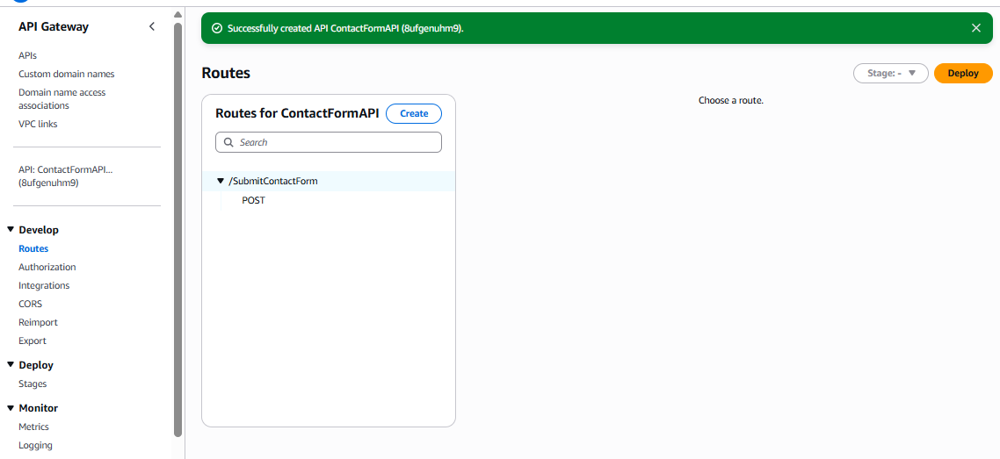 API Gateway
APIs
Custom domain names
Domain name access
associations
VPC links
API: ContactFormAPI...
(8ufgenuhm9)
Develop
Routes
Authorization
Integrations
CORS
Reimport
Export
Deploy
Stages
Monitor
Metrics
Logging
Successfully created API ContactFormAPI (8ufgenuhm9).
Routes
Stage: -
Deploy
Routes for ContactFormAPI
Create
Search
/SubmitContactForm
POST
Choose a route.